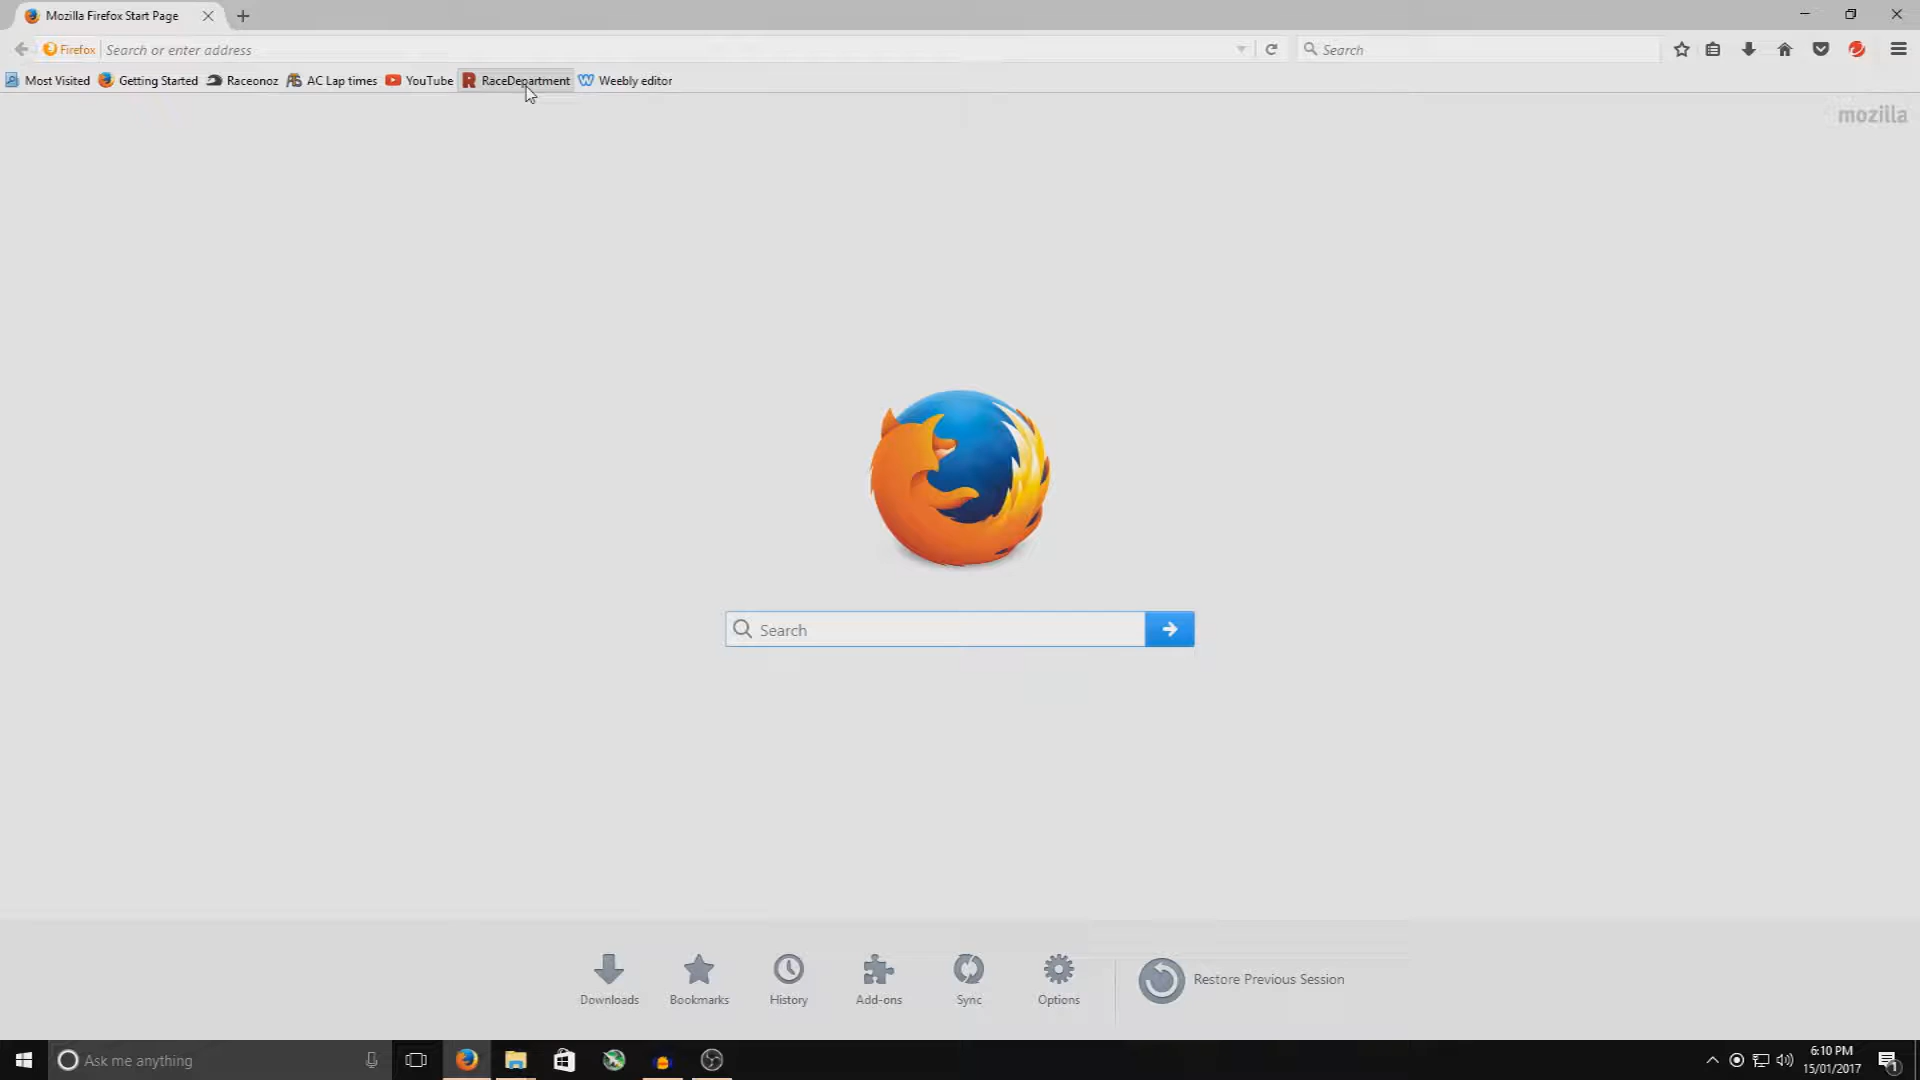 Mozilla Firefox Start Page
Firefox Search or enter address Search
Most Visited Getting Started Raceonoz AC Lap times YouTube RaceDepartment Weebly editor
mozilla
Search
Downloads Bookmarks History Add-ons Sync Options Restore Previous Session
Ask me anything
6:10 PM
15/01/2017
1